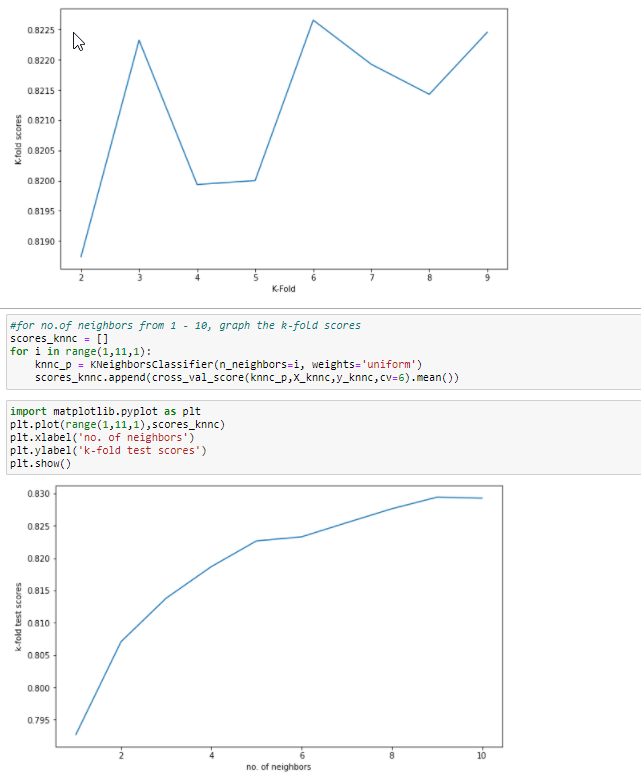 0.8225
0.8220
0.8215
0.8210
0.8205
0.8200
0.8195
0.8190
K-fold scores
2 3 4 5 6 7 8 9
K-Fold
#for no.of neighbors from 1 - 10, graph the k-fold scores
scores_knnc = []
for i in range(1,11,1):
    knnc_p = KNeighborsClassifier(n_neighbors=i, weights='uniform')
    scores_knnc.append(cross_val_score(knnc_p,X_knnc,y_knnc,cv=6).mean())
import matplotlib.pyplot as plt
plt.plot(range(1,11,1),scores_knnc)
plt.xlabel('no. of neighbors')
plt.ylabel('k-fold test scores')
plt.show()
0.830
0.825
0.820
0.815
0.810
0.805
0.800
0.795
k-fold test scores
2 4 6 8 10
no. of neighbors